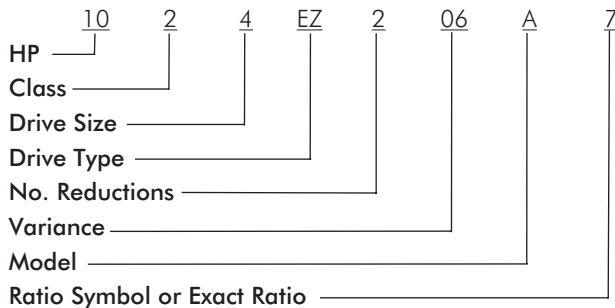 10 2 4 EZ 2 06 A 7
HP
Class
Drive Size
Drive Type
No. Reductions
Variance
Model
Ratio Symbol or Exact Ratio